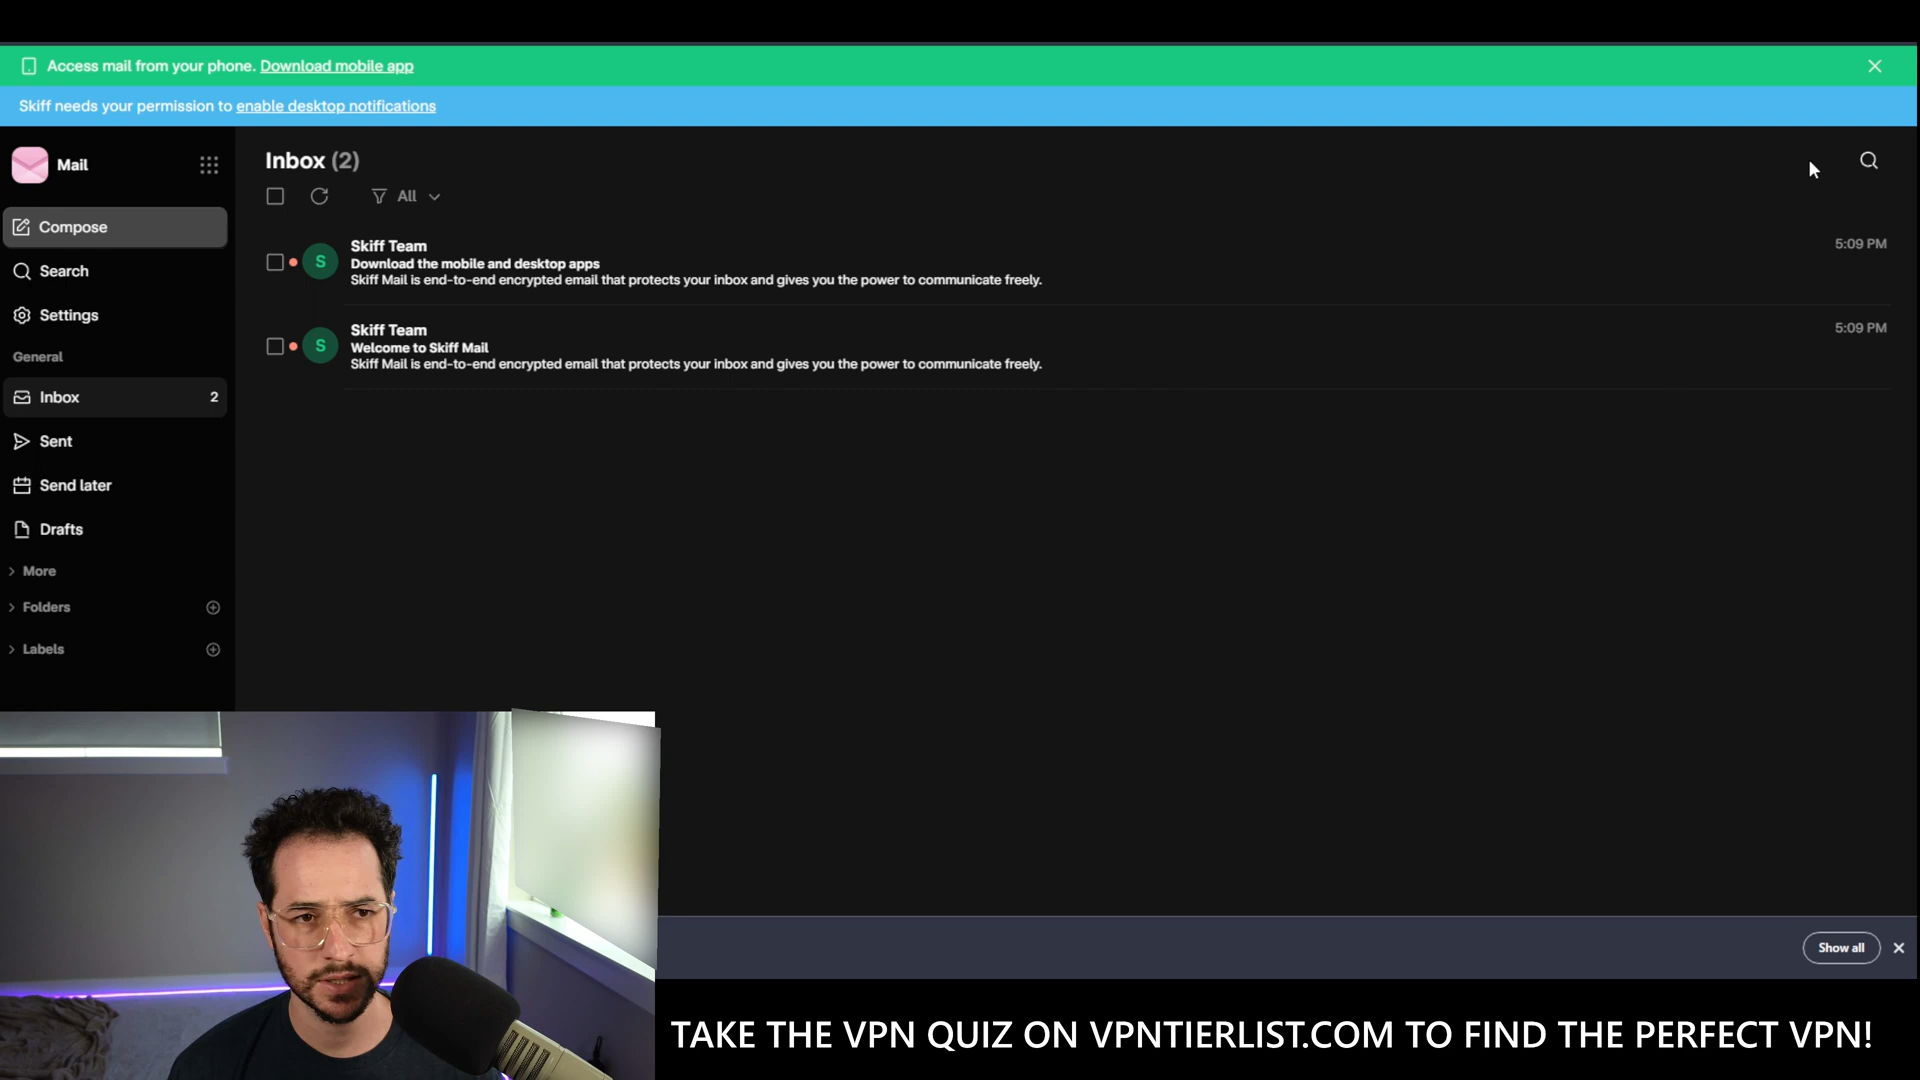 Access mail from your phone. Download mobile app
Skiff needs your permission to enable desktop notifications
Mail
Compose
Search
Settings
General
Inbox 2
Sent
Send later
Drafts
More
Folders
Labels
Inbox (2)
All
Skiff Team 5:09 PM
Download the mobile and desktop apps
Skiff Mail is end-to-end encrypted email that protects your inbox and gives you the power to communicate freely.
S
Skiff Team 5:09 PM
Welcome to Skiff Mail
Skiff Mail is end-to-end encrypted email that protects your inbox and gives you the power to communicate freely.
S
Show all
TAKE THE VPN QUIZ ON VPNTIERLIST.COM TO FIND THE PERFECT VPN!